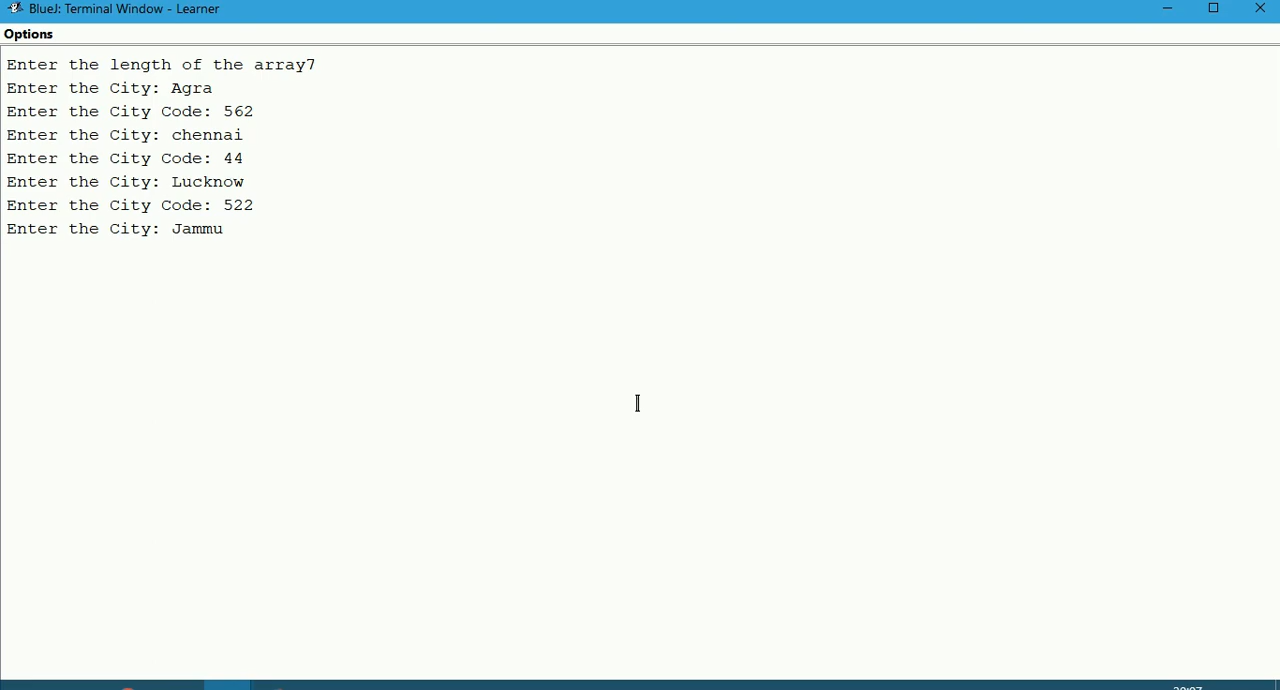 BlueJ: Terminal Window - Learner
Options
Enter the length of the array7
Enter the City: Agra
Enter the City Code: 562
Enter the City: chennai
Enter the City Code: 44
Enter the City: Lucknow
Enter the City Code: 522
Enter the City: Jammu